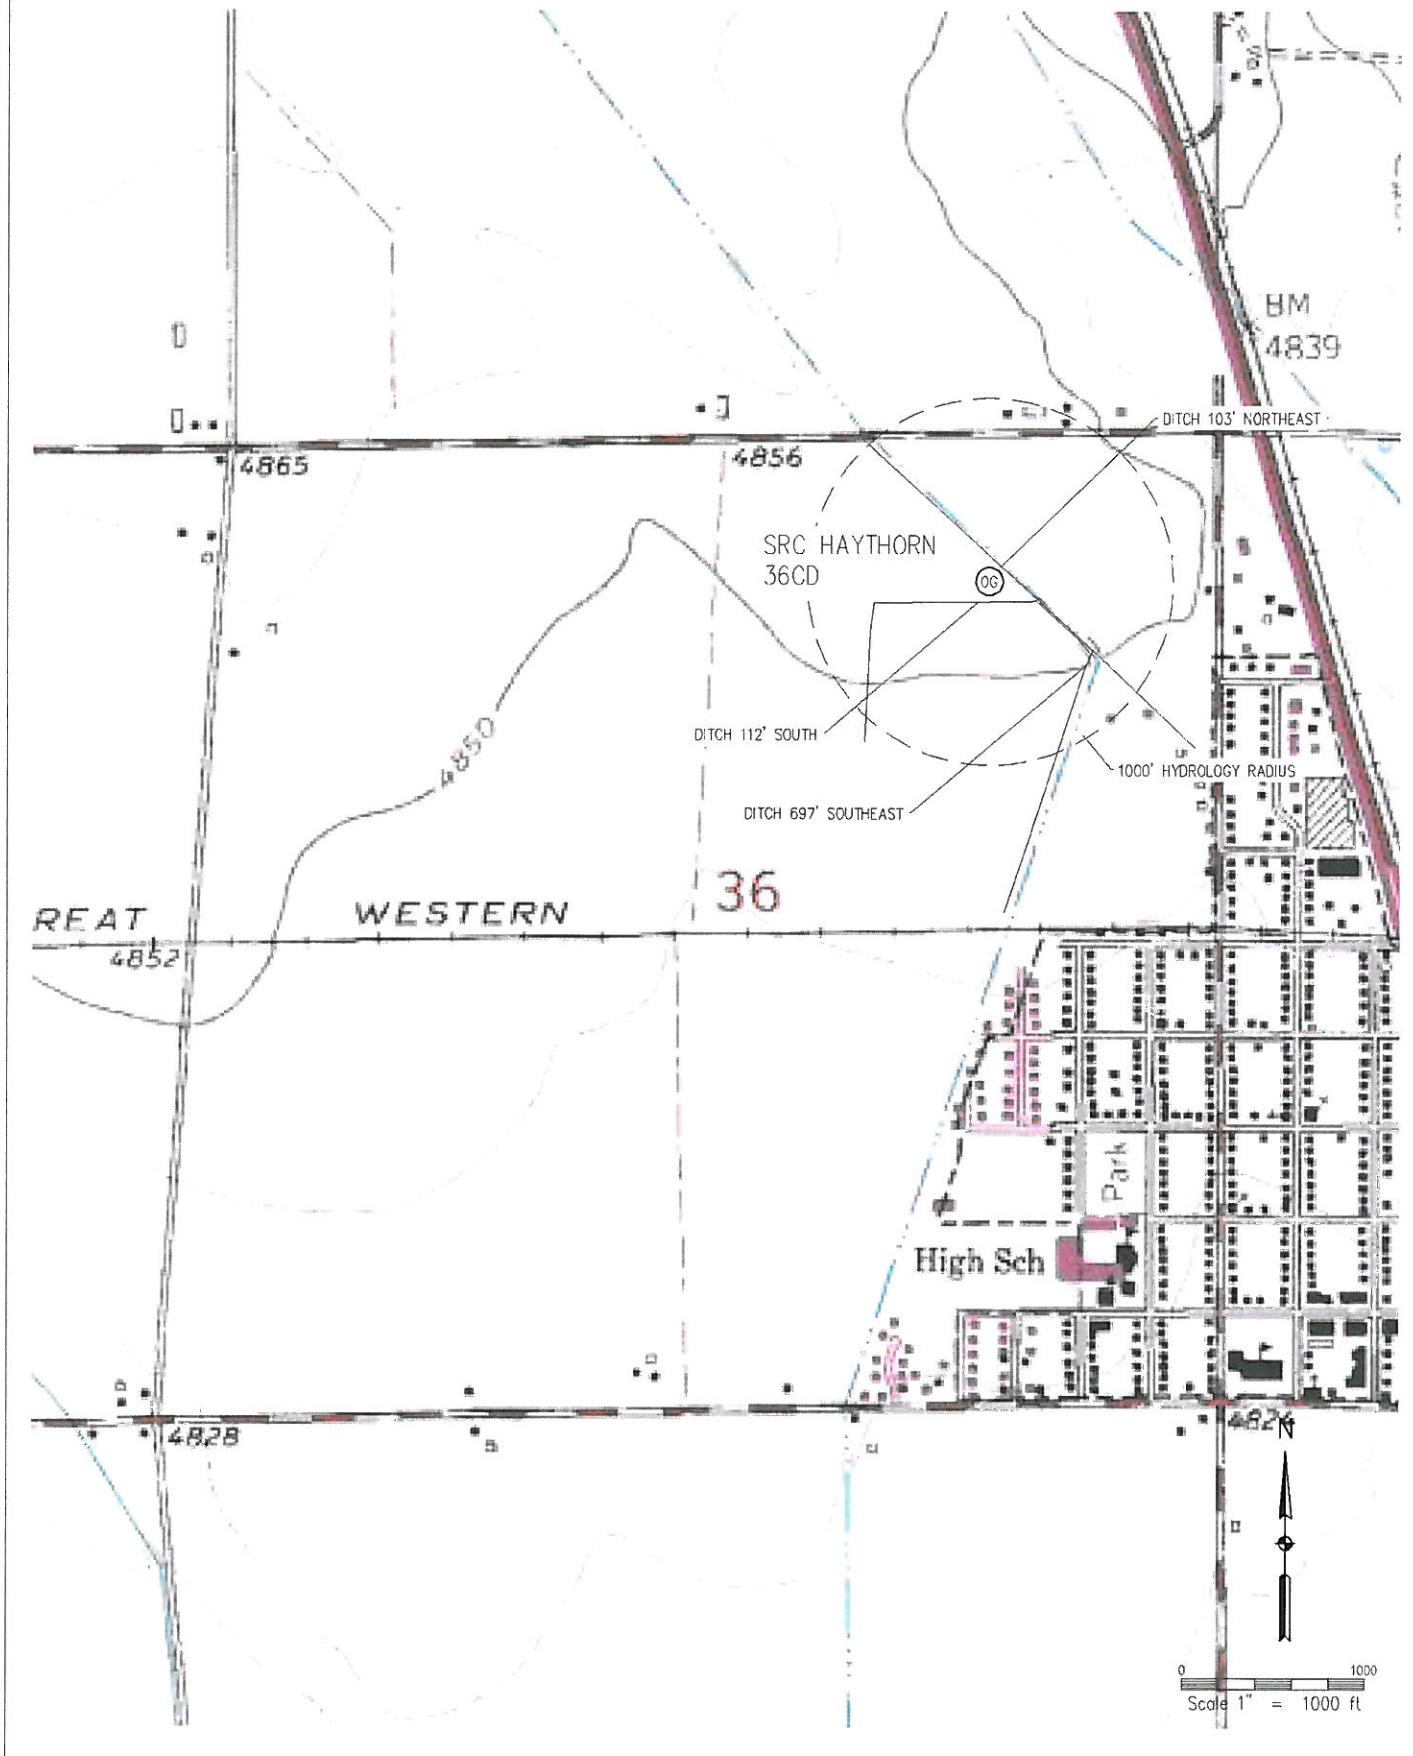 BM
4839
DITCH 103' NORTHEAST
4865
4856
SRC HAYTHORN
36CD
OG
4850
DITCH 112' SOUTH
1000' HYDROLOGY RADIUS
DITCH 697' SOUTHEAST
36
REAT WESTERN
4852
Park
High Sch
4828
4824
N
0 1000
Scale 1" = 1000 ft